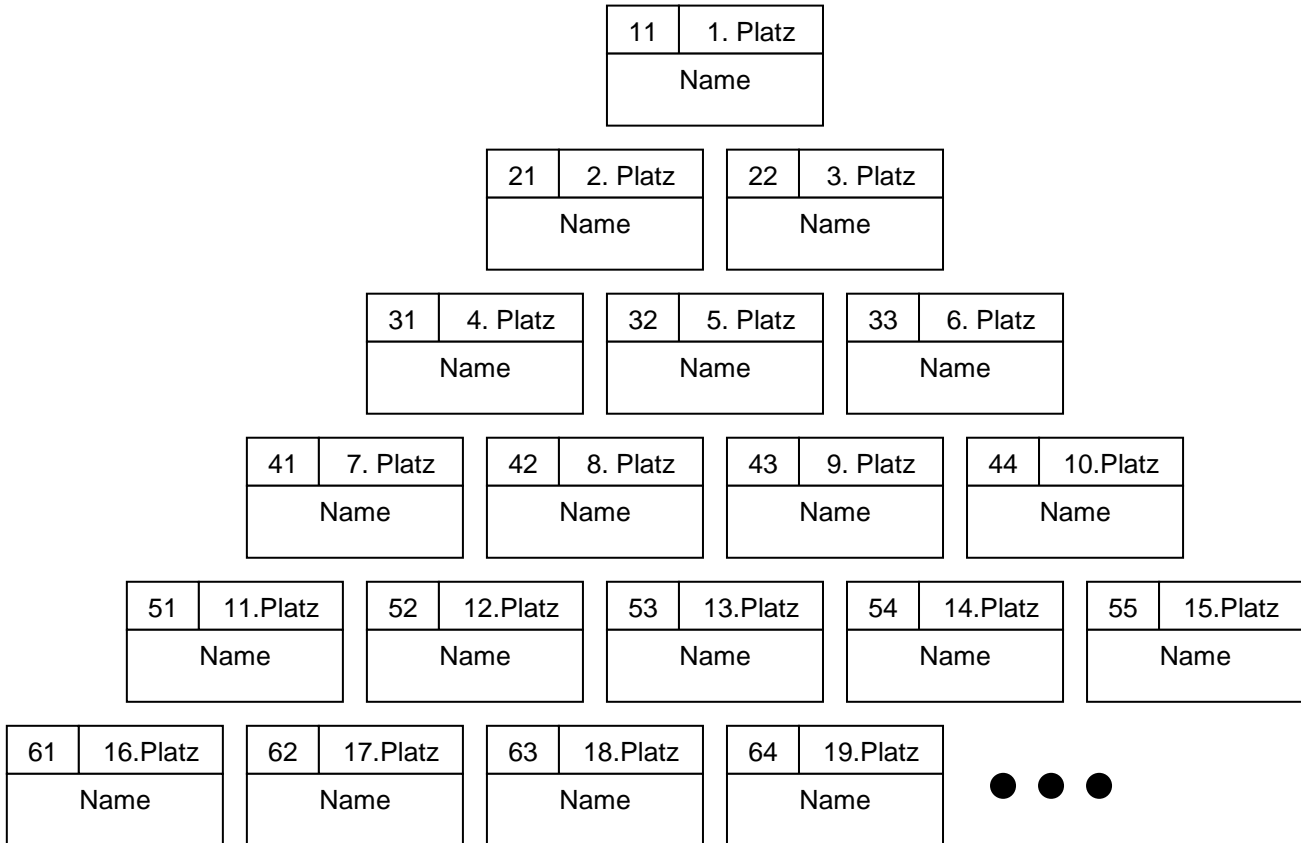 11 1. Platz
Name
21 2. Platz 22 3. Platz
Name Name
31 4. Platz 32 5. Platz 33 6. Platz
Name Name Name
41 7. Platz 42 8. Platz 43 9. Platz 44 10.Platz
Name Name Name Name
51 11.Platz 52 12.Platz 53 13.Platz 54 14.Platz 55 15.Platz
Name Name Name Name Name
61 16.Platz 62 17.Platz 63 18.Platz 64 19.Platz
Name Name Name Name